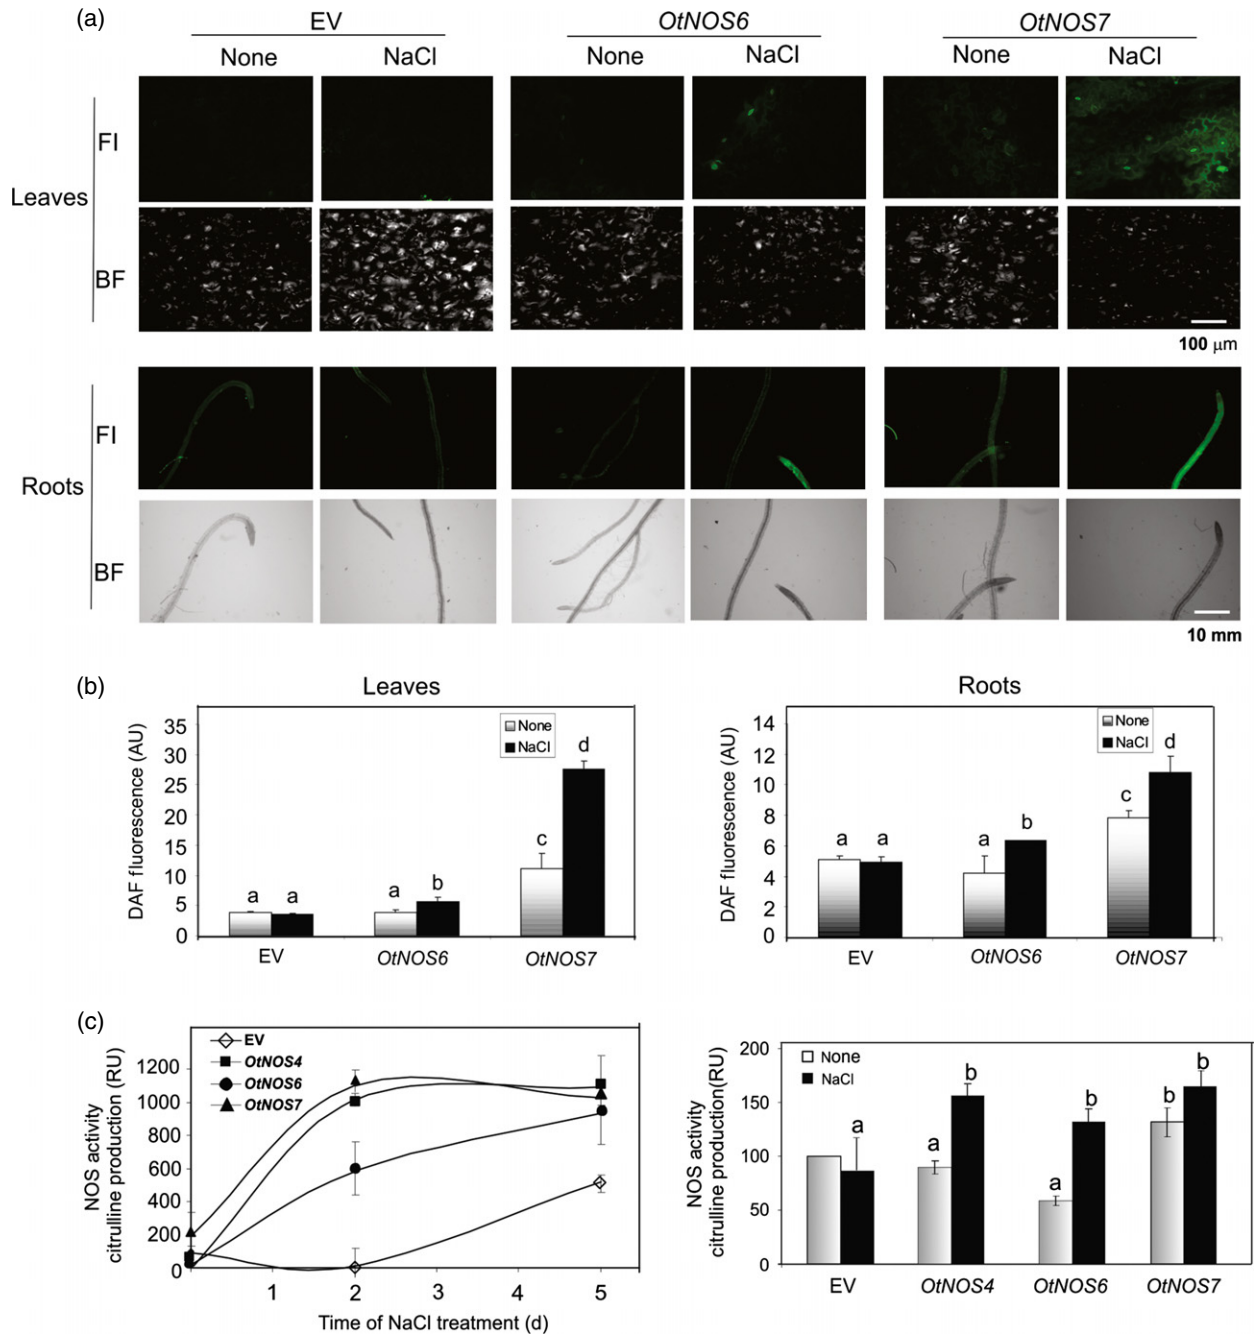 (a)
EV
OtNOS6
OtNOS7
None
NaCl
None
NaCl
None
NaCl
Leaves
FI
BF
100 μm
Roots
FI
BF
10 mm
(b)
Leaves
DAF fluorescence (AU)
35
30
25
20
15
10
5
0
None
NaCl
a
a
a
b
c
d
EV
OtNOS6
OtNOS7
Roots
DAF fluorescence (AU)
14
12
10
8
6
4
2
0
None
NaCl
a
a
a
b
c
d
EV
OtNOS6
OtNOS7
(c)
NOS activity
citrulline production (RU)
1200
1000
800
600
400
200
0
EV
OtNOS4
OtNOS6
OtNOS7
1
2
3
4
5
Time of NaCl treatment (d)
NOS activity
citrulline production(RU)
200
150
100
50
0
None
NaCl
a
a
b
a
b
b
b
EV
OtNOS4
OtNOS6
OtNOS7